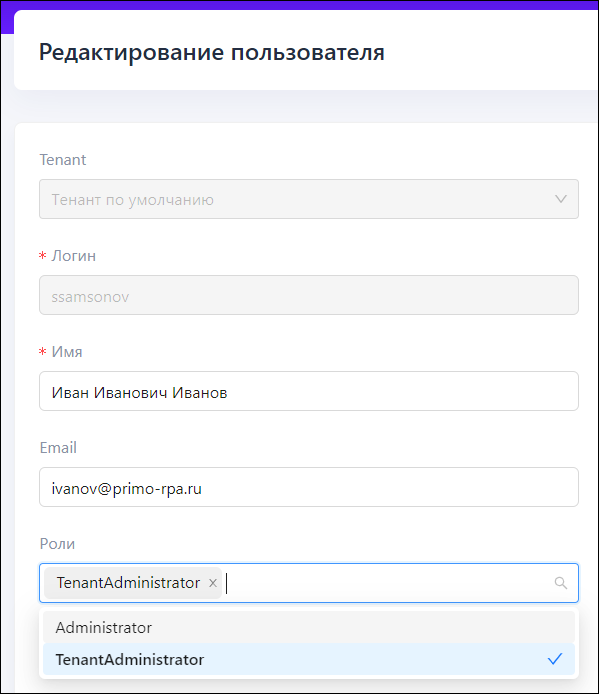 Редактирование пользователя
Tenant
Тенант по умолчанию
* Логин
ssamsonov
* Имя
Иван Иванович Иванов
Email
ivanov@primo-rpa.ru
Роли
TenantAdministrator ×
Administrator
TenantAdministrator